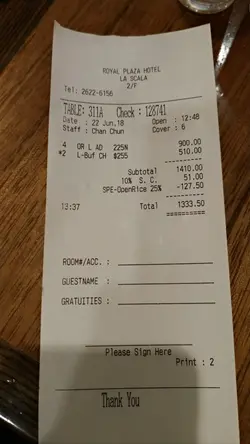 ROYAL PLAZA HOTEL
LA SCALA
2/F
Tel: 2622-6156
TABLE: 311A Check : 128741
Date : 22 Jun.18 Open : 12:48
Staff : Chan Chun Cover : 6
4 OR L AD 225N 900.00
*2 L-Buf CH $255 510.00
Subtotal 1410.00
10% S. C. 51.00
SPE-OpenRice 25% -127.50
13:37 Total 1333.50
==========
ROOM#/ACC. :
GUESTNAME :
GRATUITIES :
Please Sign Here
Print : 2
Thank You